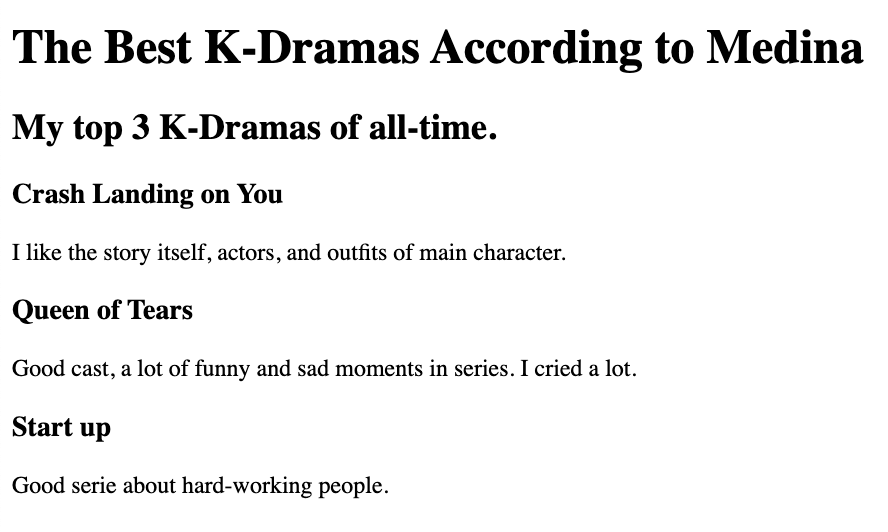 The Best K-Dramas According to Medina
My top 3 K-Dramas of all-time.
Crash Landing on You
I like the story itself, actors, and outfits of main character.
Queen of Tears
Good cast, a lot of funny and sad moments in series. I cried a lot.
Start up
Good serie about hard-working people.